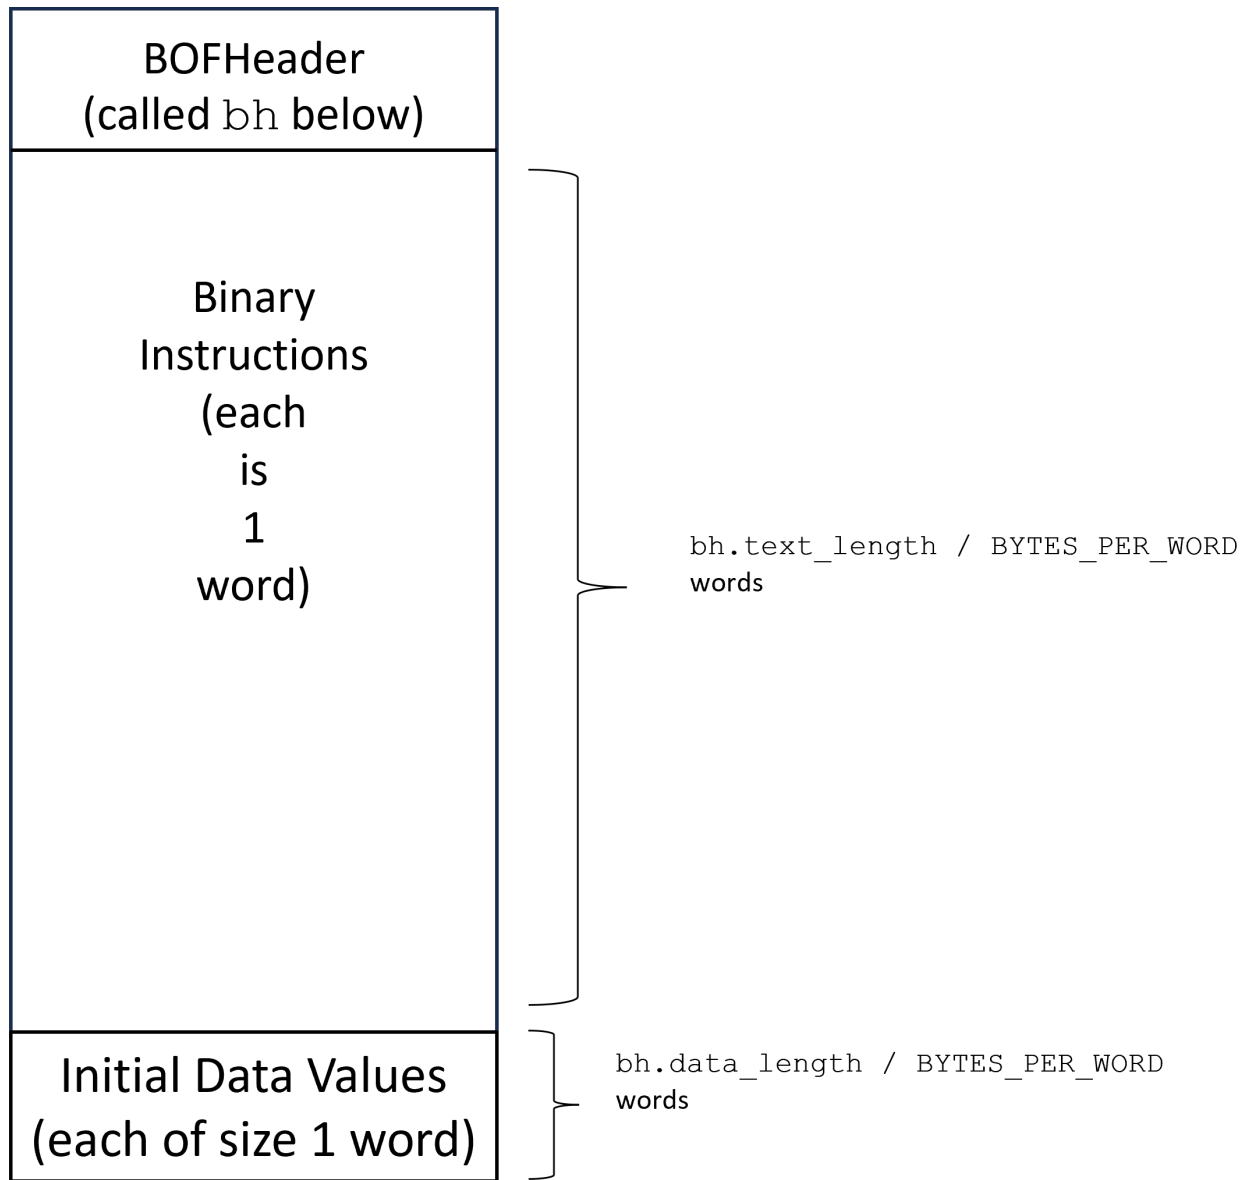 BOFHeader
(called bh below)
Binary
Instructions
(each
is
1
word)
bh.text_length / BYTES_PER_WORD
words
Initial Data Values
(each of size 1 word)
bh.data_length / BYTES_PER_WORD
words